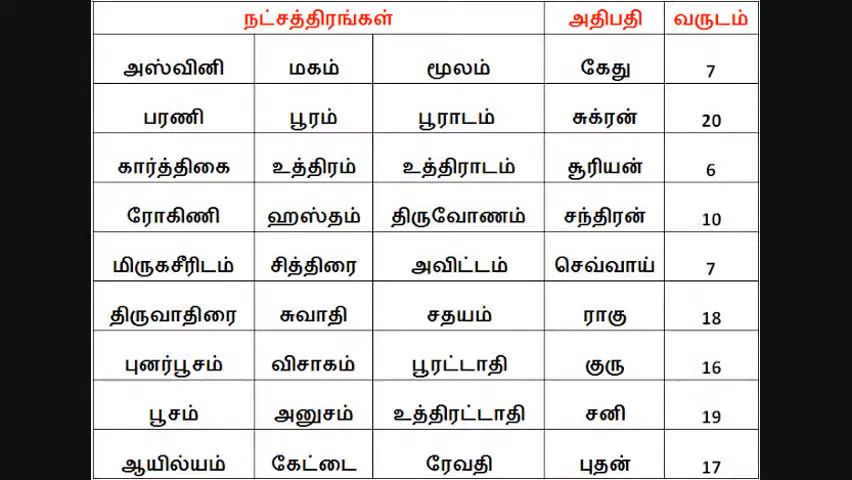 நட்சத்திரங்கள் அதிபதி வருடம்
அஸ்வினி மகம் மூலம் கேது 7
பரணி பூரம் பூராடம் சுக்ரன் 20
கார்த்திகை உத்திரம் உத்திராடம் சூரியன் 6
ரோகிணி ஹஸ்தம் திருவோணம் சந்திரன் 10
மிருகசீரிடம் சித்திரை அவிட்டம் செவ்வாய் 7
திருவாதிரை சுவாதி சதயம் ராகு 18
புனர்பூசம் விசாகம் பூரட்டாதி குரு 16
பூசம் அனுசம் உத்திரட்டாதி சனி 19
ஆயில்யம் கேட்டை ரேவதி புதன் 17